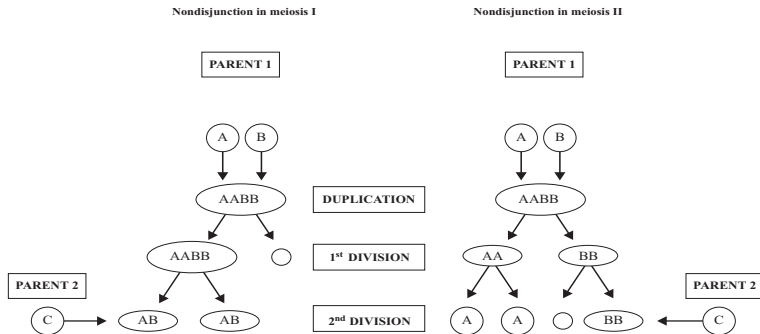 Nondisjunction in meiosis I Nondisjunction in meiosis II
PARENT 1 PARENT 1
A B A B
AABB DUPLICATION AABB
AABB 1st DIVISION AA BB
PARENT 2 PARENT 2
C AB AB 2nd DIVISION A A BB C